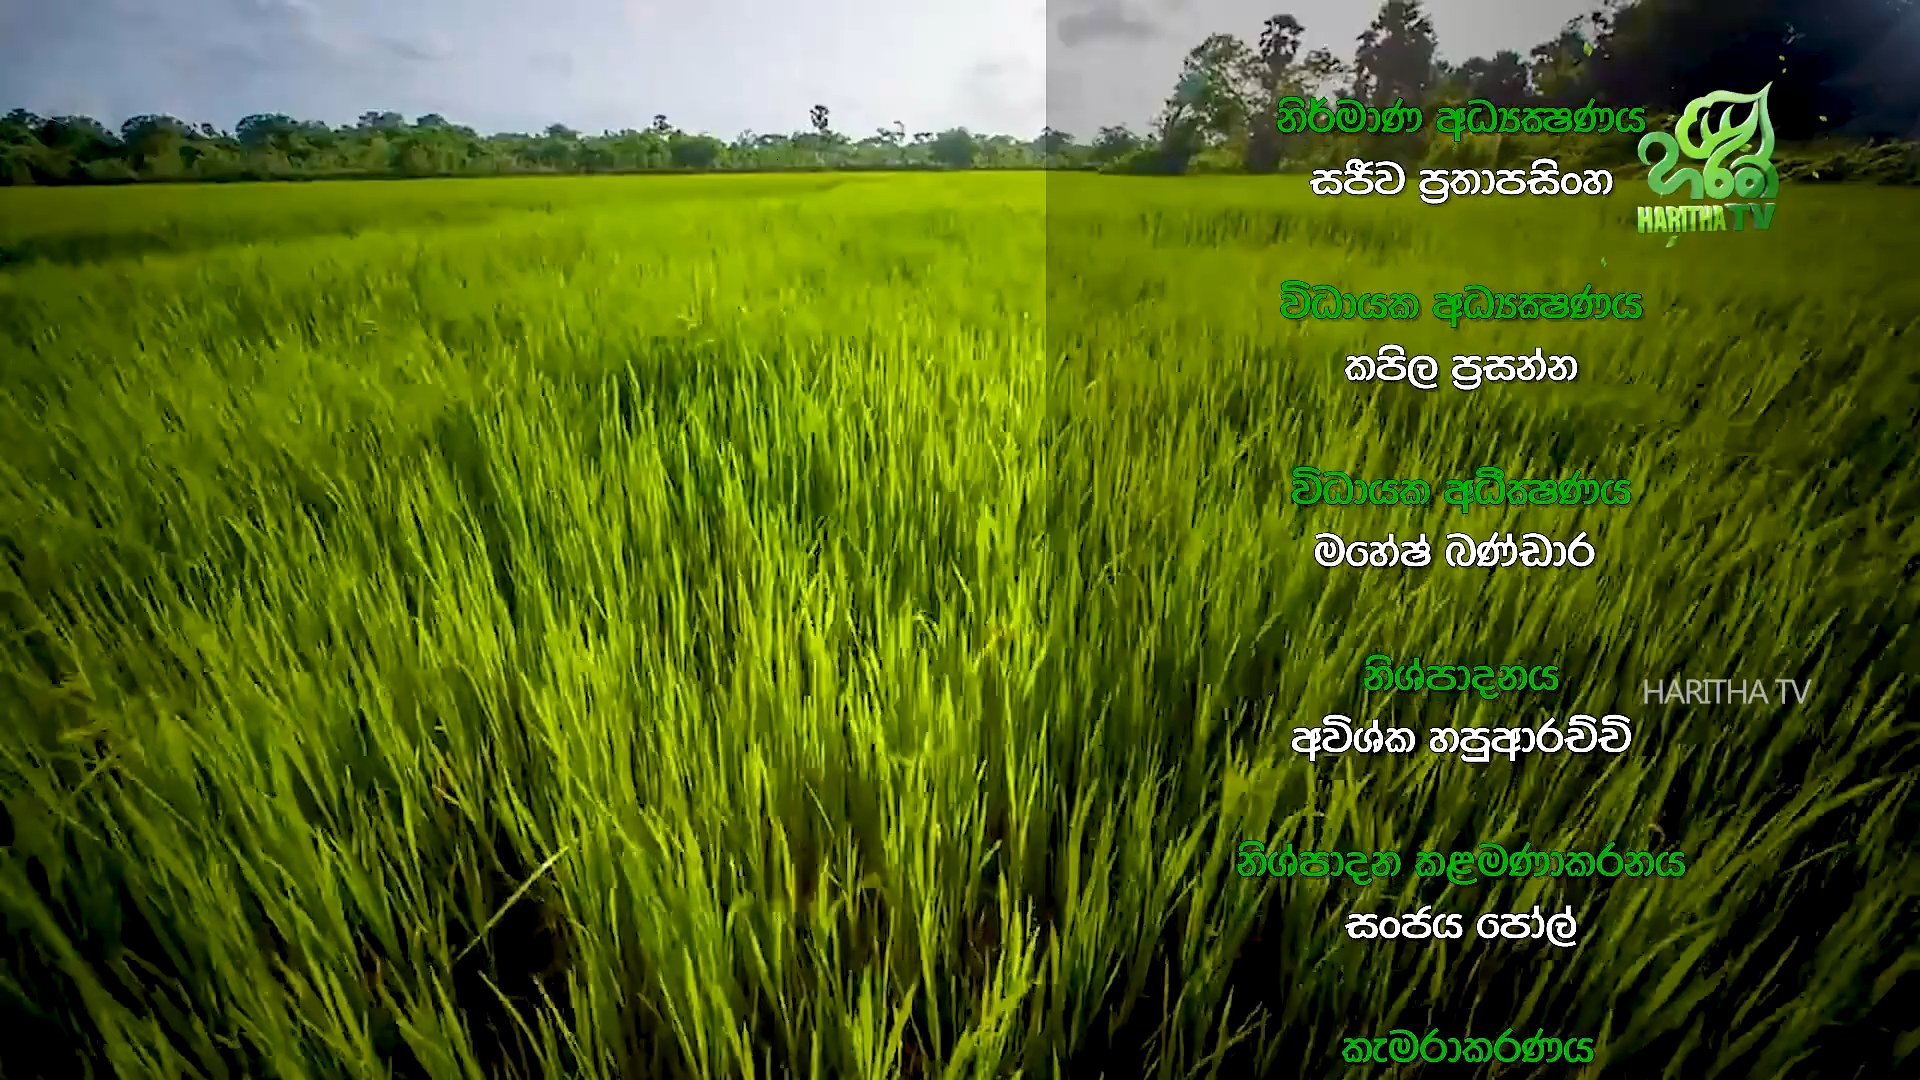 නිර්මාණ අධ්‍යක්ෂණය
සජීව ප්‍රතාපසිංහ
හරිත
HARITHA TV
විධායක අධ්‍යක්ෂණය
කපිල ප්‍රසන්න
විධායක අධීක්ෂණය
මහේෂ් බණ්ඩාර
නිශ්පාදනය
HARITHA TV
අවිශ්ක හපුආරච්චි
නිශ්පාදන කළමණාකරනය
සංජය පෝල්
කැමරාකරණය